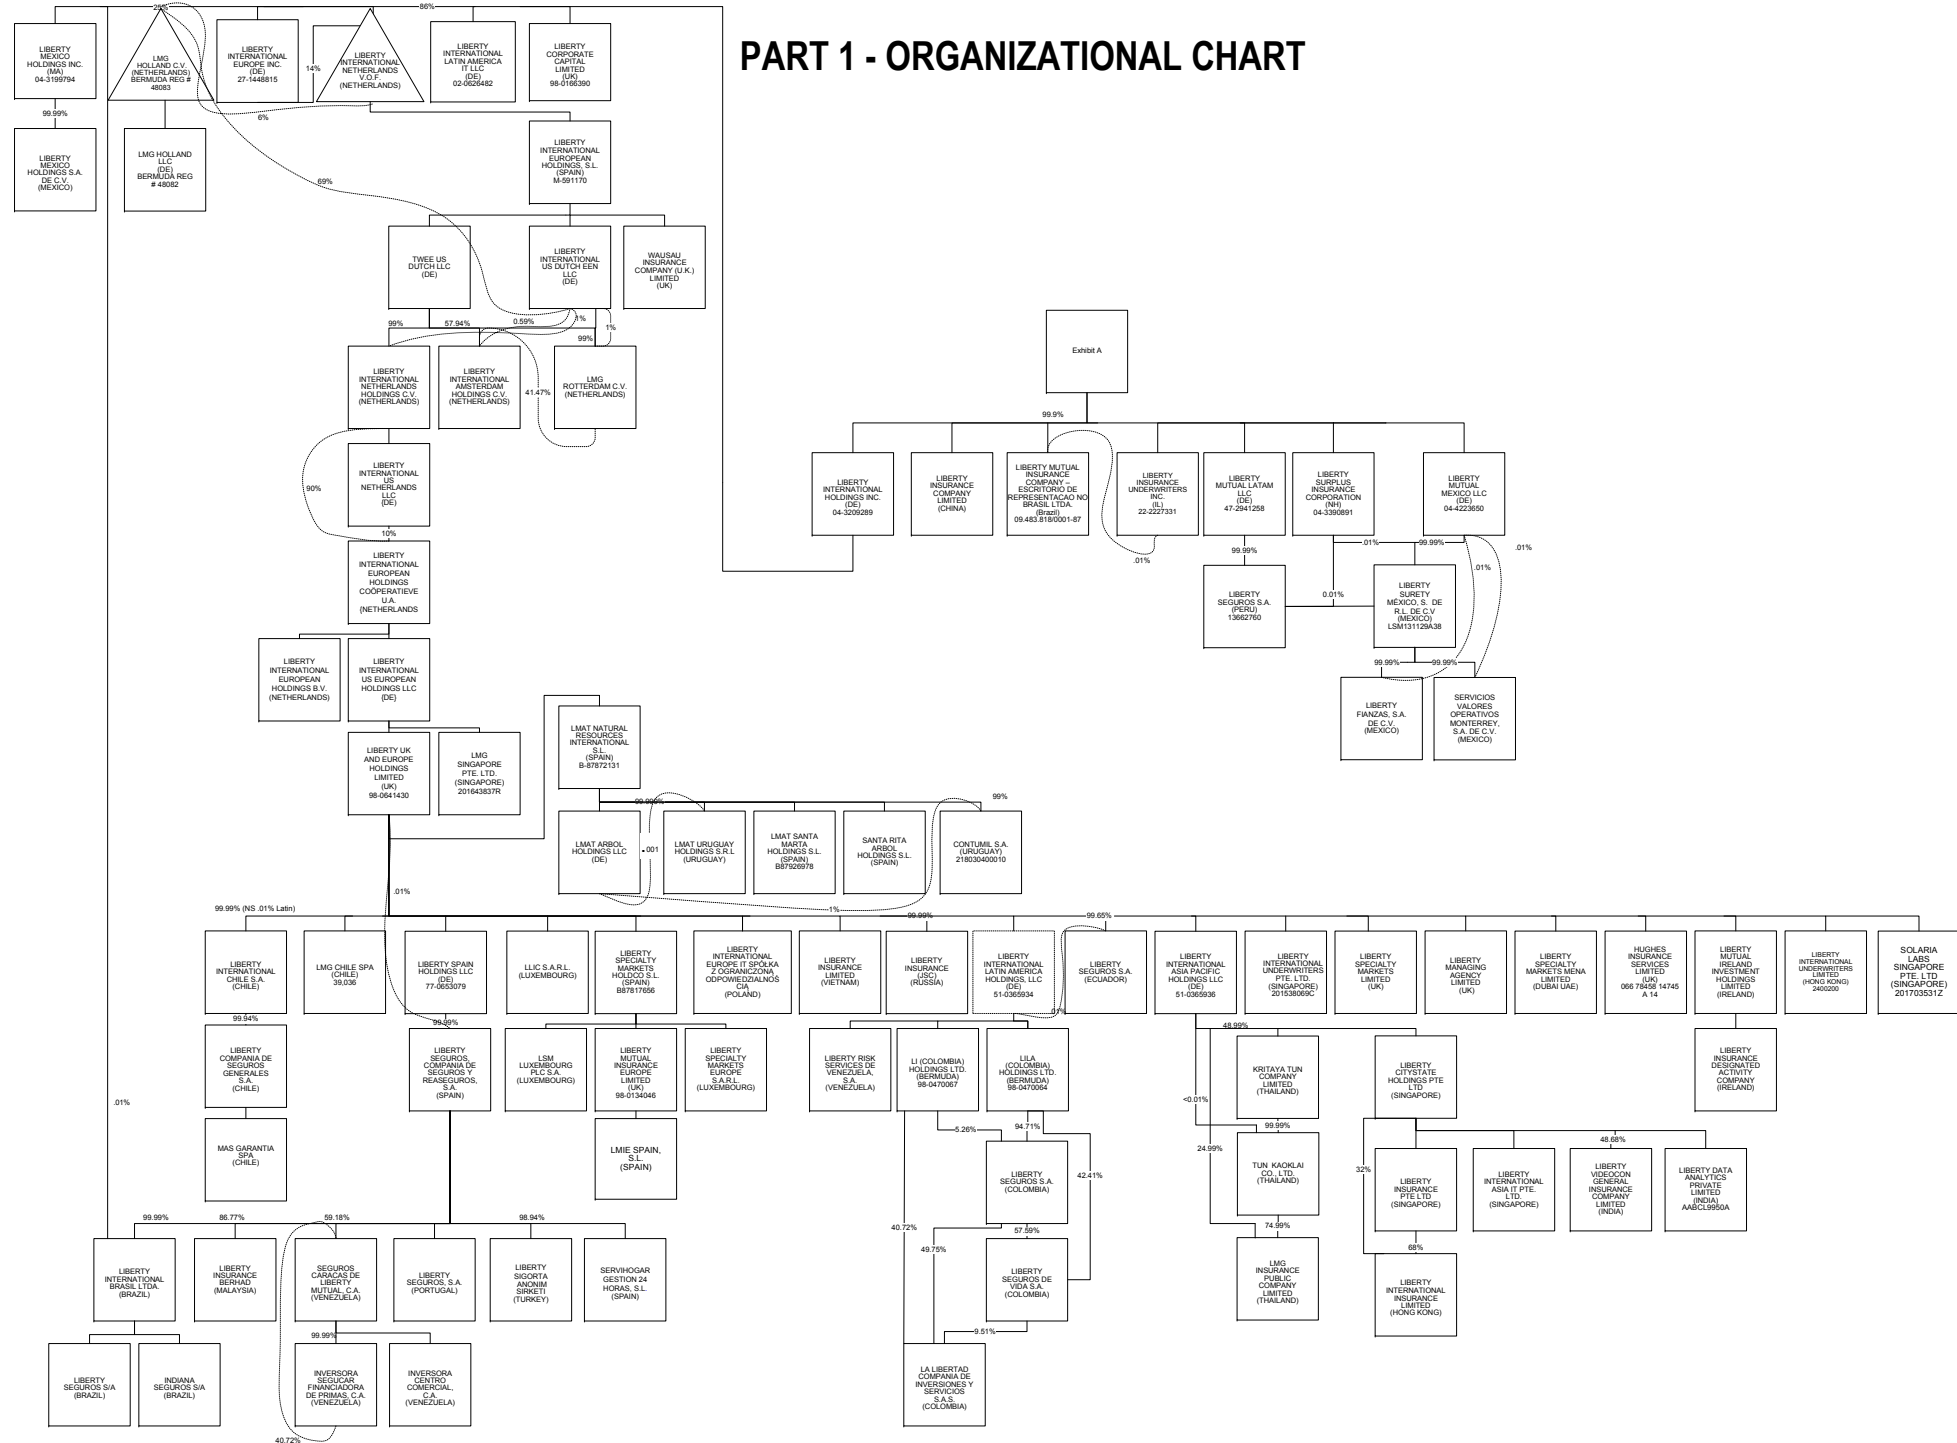 PART 1 - ORGANIZATIONAL CHART
25%
86%
LIBERTY
MEXICO
HOLDINGS INC.
(MA)
04-3199794
LMG
HOLLAND C.V.
(NETHERLANDS)
BERMUDA REG #
48083
LIBERTY
INTERNATIONAL
EUROPE INC.
(DE)
27-1448815
14%
LIBERTY
INTERNATIONAL
NETHERLANDS
V.O.F.
(NETHERLANDS)
LIBERTY
INTERNATIONAL
LATIN AMERICA
IT LLC
(DE)
02-0626482
LIBERTY
CORPORATE
CAPITAL
LIMITED
(UK)
98-0166390
99.99%
6%
LIBERTY
MEXICO
HOLDINGS S.A.
DE C.V.
(MEXICO)
LMG HOLLAND
LLC
(DE)
BERMUDA REG
# 48082
LIBERTY
INTERNATIONAL
EUROPEAN
HOLDINGS, S.L.
(SPAIN)
M-591170
69%
TWEE US
DUTCH LLC
(DE)
LIBERTY
INTERNATIONAL
US DUTCH EEN
LLC
(DE)
WAUSAU
INSURANCE
COMPANY (U.K.)
LIMITED
(UK)
99%
57.94%
0.59%
1%
1%
99%
LIBERTY
INTERNATIONAL
NETHERLANDS
HOLDINGS C.V.
(NETHERLANDS)
LIBERTY
INTERNATIONAL
AMSTERDAM
HOLDINGS C.V.
(NETHERLANDS)
41.47%
LMG
ROTTERDAM C.V.
(NETHERLANDS)
Exhibit A
99.9%
90%
LIBERTY
INTERNATIONAL
US
NETHERLANDS
LLC
(DE)
10%
LIBERTY
INTERNATIONAL
HOLDINGS INC.
(DE)
04-3209289
LIBERTY
INSURANCE
COMPANY
LIMITED
(CHINA)
LIBERTY MUTUAL
INSURANCE
COMPANY –
ESCRITORIO DE
REPRESENTACAO NO
BRASIL LTDA.
(Brazil)
09.483.818/0001-87
LIBERTY
INSURANCE
UNDERWRITERS
INC.
(IL)
22-2227331
LIBERTY
MUTUAL LATAM
LLC
(DE)
47-2941258
LIBERTY
SURPLUS
INSURANCE
CORPORATION
(NH)
04-3390891
LIBERTY
MUTUAL
MEXICO LLC
(DE)
04-4223650
.01%
99.99%
.01%
99.99%
.01%
.01%
LIBERTY
INTERNATIONAL
EUROPEAN
HOLDINGS
COÖPERATIEVE
U.A.
(NETHERLANDS
LIBERTY
SEGUROS S.A.
(PERU)
13662760
0.01%
LIBERTY
SURETY
MÉXICO, S. DE
R.L. DE C.V
(MEXICO)
LSM131129A38
99.99%
99.99%
LIBERTY
INTERNATIONAL
EUROPEAN
HOLDINGS B.V.
(NETHERLANDS)
LIBERTY
INTERNATIONAL
US EUROPEAN
HOLDINGS LLC
(DE)
LIBERTY
FIANZAS, S.A.
DE C.V.
(MEXICO)
SERVICIOS
VALORES
OPERATIVOS
MONTERREY,
S.A. DE C.V.
(MEXICO)
LIBERTY UK
AND EUROPE
HOLDINGS
LIMITED
(UK)
98-0641430
LMG
SINGAPORE
PTE. LTD.
(SINGAPORE)
201643837R
LMAT NATURAL
RESOURCES
INTERNATIONAL
S.L.
(SPAIN)
B-87872131
99.999%
99%
LMAT ARBOL
HOLDINGS LLC
(DE)
.001
LMAT URUGUAY
HOLDINGS S.R.L
(URUGUAY)
LMAT SANTA
MARTA
HOLDINGS S.L.
(SPAIN)
B87926978
SANTA RITA
ARBOL
HOLDINGS S.L.
(SPAIN)
CONTUMIL S.A.
(URUGUAY)
218030400010
.01%
1%
99.99% (NS .01% Latin)
99.99%
99.65%
LIBERTY
INTERNATIONAL
CHILE S.A.
(CHILE)
LMG CHILE SPA
(CHILE)
39,036
LIBERTY SPAIN
HOLDINGS LLC
(DE)
77-0653079
LLIC S.A.R.L.
(LUXEMBOURG)
LIBERTY
SPECIALTY
MARKETS
HOLDCO S.L.
(SPAIN)
B87817656
LIBERTY
INTERNATIONAL
EUROPE IT SPÓŁKA
Z OGRANICZONĄ
ODPOWIEDZIALNOŚ
CIĄ
(POLAND)
LIBERTY
INSURANCE
LIMITED
(VIETNAM)
LIBERTY
INSURANCE
(JSC)
(RUSSIA)
LIBERTY
INTERNATIONAL
LATIN AMERICA
HOLDINGS, LLC
(DE)
51-0365934
LIBERTY
SEGUROS S.A.
(ECUADOR)
LIBERTY
INTERNATIONAL
ASIA PACIFIC
HOLDINGS LLC
(DE)
51-0365936
LIBERTY
INTERNATIONAL
UNDERWRITERS
PTE. LTD.
(SINGAPORE)
201538069C
LIBERTY
SPECIALTY
MARKETS
LIMITED
(UK)
LIBERTY
MANAGING
AGENCY
LIMITED
(UK)
LIBERTY
SPECIALTY
MARKETS MENA
LIMITED
(DUBAI UAE)
HUGHES
INSURANCE
SERVICES
LIMITED
(UK)
066 78458 14745
A 14
LIBERTY
MUTUAL
IRELAND
INVESTMENT
HOLDINGS
LIMITED
(IRELAND)
LIBERTY
INTERNATIONAL
UNDERWRITERS
LIMITED
(HONG KONG)
2400200
SOLARIA
LABS
SINGAPORE
PTE. LTD
(SINGAPORE)
201703531Z
99.94%
99.99%
.01%
48.99%
LIBERTY
COMPANIA DE
SEGUROS
GENERALES
S.A.
(CHILE)
LIBERTY
SEGUROS,
COMPANIA DE
SEGUROS Y
REASEGUROS,
S.A.
(SPAIN)
LSM
LUXEMBOURG
PLC S.A.
(LUXEMBOURG)
LIBERTY
MUTUAL
INSURANCE
EUROPE
LIMITED
(UK)
98-0134046
LIBERTY
SPECIALTY
MARKETS
EUROPE
S.A.R.L.
(LUXEMBOURG)
LIBERTY RISK
SERVICES DE
VENEZUELA,
S.A.
(VENEZUELA)
LI (COLOMBIA)
HOLDINGS LTD.
(BERMUDA)
98-0470067
LILA
(COLOMBIA)
HOLDINGS LTD.
(BERMUDA)
98-0470064
KRITAYA TUN
COMPANY
LIMITED
(THAILAND)
LIBERTY
CITYSTATE
HOLDINGS PTE
LTD
(SINGAPORE)
LIBERTY
INSURANCE
DESIGNATED
ACTIVITY
COMPANY
(IRELAND)
.01%
<0.01%
5.26%
94.71%
99.99%
MAS GARANTIA
SPA
(CHILE)
LMIE SPAIN,
S.L.
(SPAIN)
LIBERTY
SEGUROS S.A.
(COLOMBIA)
42.41%
24.99%
TUN KAOKLAI
CO., LTD.
(THAILAND)
32%
48.68%
LIBERTY
INSURANCE
PTE LTD
(SINGAPORE)
LIBERTY
INTERNATIONAL
ASIA IT PTE.
LTD.
(SINGAPORE)
LIBERTY
VIDEOCON
GENERAL
INSURANCE
COMPANY
LIMITED
(INDIA)
LIBERTY DATA
ANALYTICS
PRIVATE
LIMITED
(INDIA)
AABCL9950A
99.99%
86.77%
59.18%
98.94%
40.72%
49.75%
57.59%
74.99%
68%
LIBERTY
INTERNATIONAL
BRASIL LTDA.
(BRAZIL)
LIBERTY
INSURANCE
BERHAD
(MALAYSIA)
SEGUROS
CARACAS DE
LIBERTY
MUTUAL, C.A.
(VENEZUELA)
LIBERTY
SEGUROS, S.A.
(PORTUGAL)
LIBERTY
SIGORTA
ANONIM
SIRKETI
(TURKEY)
SERVIHOGAR
GESTION 24
HORAS, S.L.
(SPAIN)
LIBERTY
SEGUROS DE
VIDA S.A.
(COLOMBIA)
LMG
INSURANCE
PUBLIC
COMPANY
LIMITED
(THAILAND)
LIBERTY
INTERNATIONAL
INSURANCE
LIMITED
(HONG KONG)
99.99%
9.51%
LIBERTY
SEGUROS S/A
(BRAZIL)
INDIANA
SEGUROS S/A
(BRAZIL)
INVERSORA
SEGUCAR
FINANCIADORA
DE PRIMAS, C.A.
(VENEZUELA)
INVERSORA
CENTRO
COMERCIAL,
C.A.
(VENEZUELA)
LA LIBERTAD
COMPANIA DE
INVERSIONES Y
SERVICIOS
S.A.S.
(COLOMBIA)
40.72%